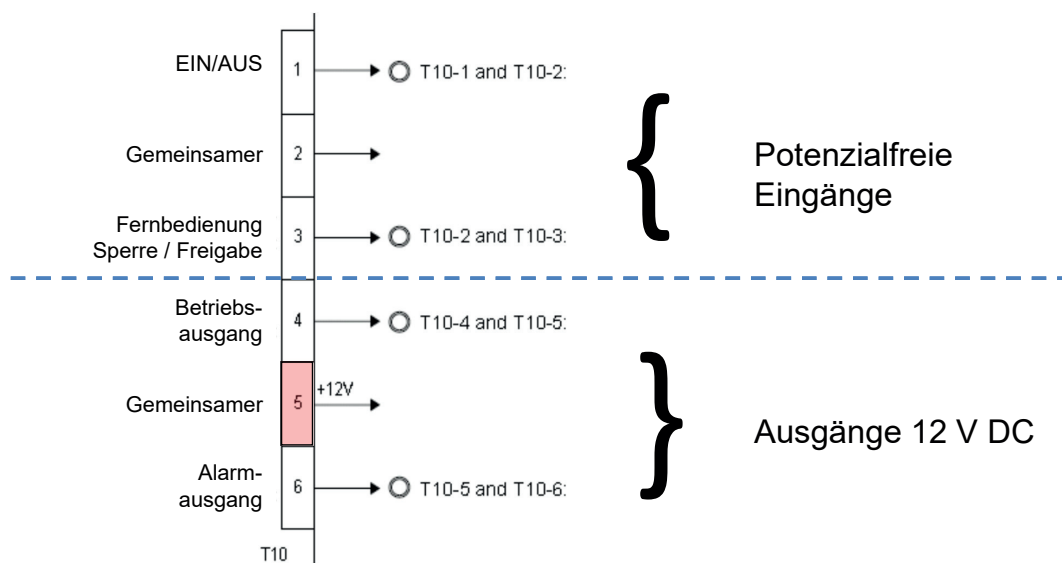 EIN/AUS
1
T10-1 and T10-2:
Gemeinsamer
2
Potenzialfreie
Eingänge
Fernbedienung
Sperre / Freigabe
3
T10-2 and T10-3:
Betriebs-
ausgang
4
T10-4 and T10-5:
Gemeinsamer
5
+12V
Ausgänge 12 V DC
Alarm-
ausgang
6
T10-5 and T10-6:
T10